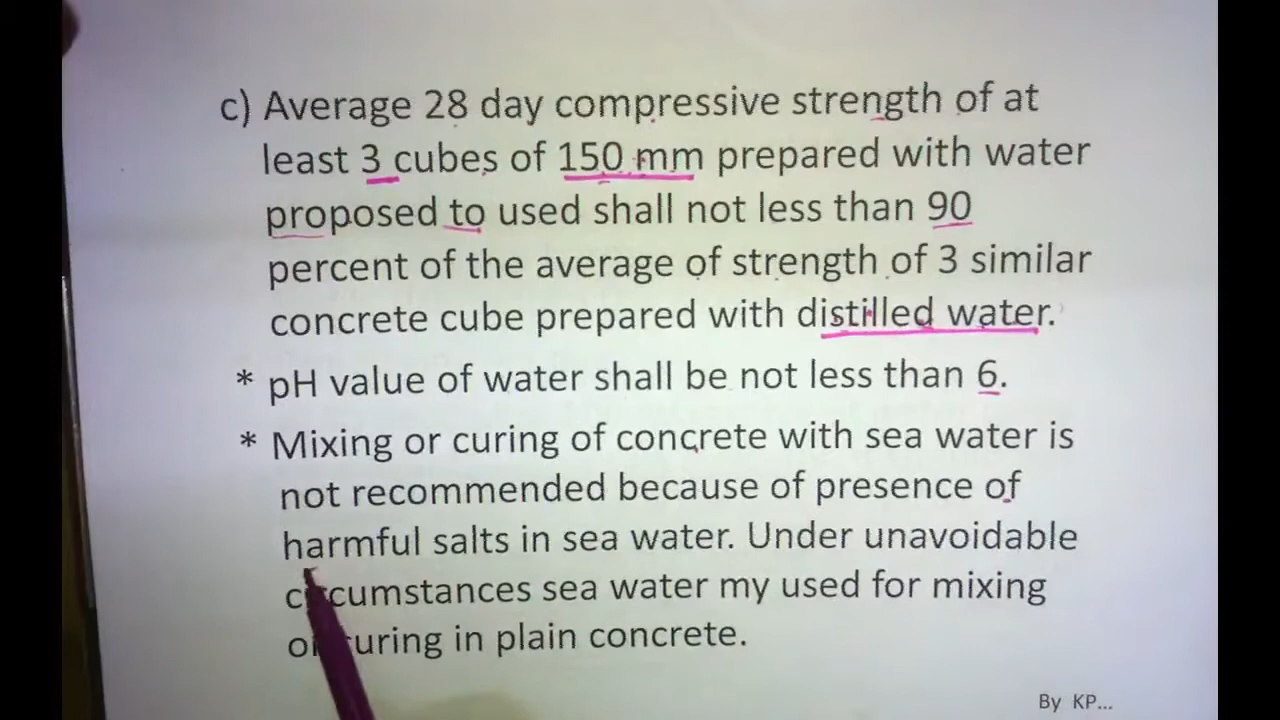 c) Average 28 day compressive strength of at
least 3 cubes of 150 mm prepared with water
proposed to used shall not less than 90
percent of the average of strength of 3 similar
concrete cube prepared with distilled water.
* pH value of water shall be not less than 6.
* Mixing or curing of concrete with sea water is
not recommended because of presence of
harmful salts in sea water. Under unavoidable
circumstances sea water my used for mixing
or curing in plain concrete.
By KP...